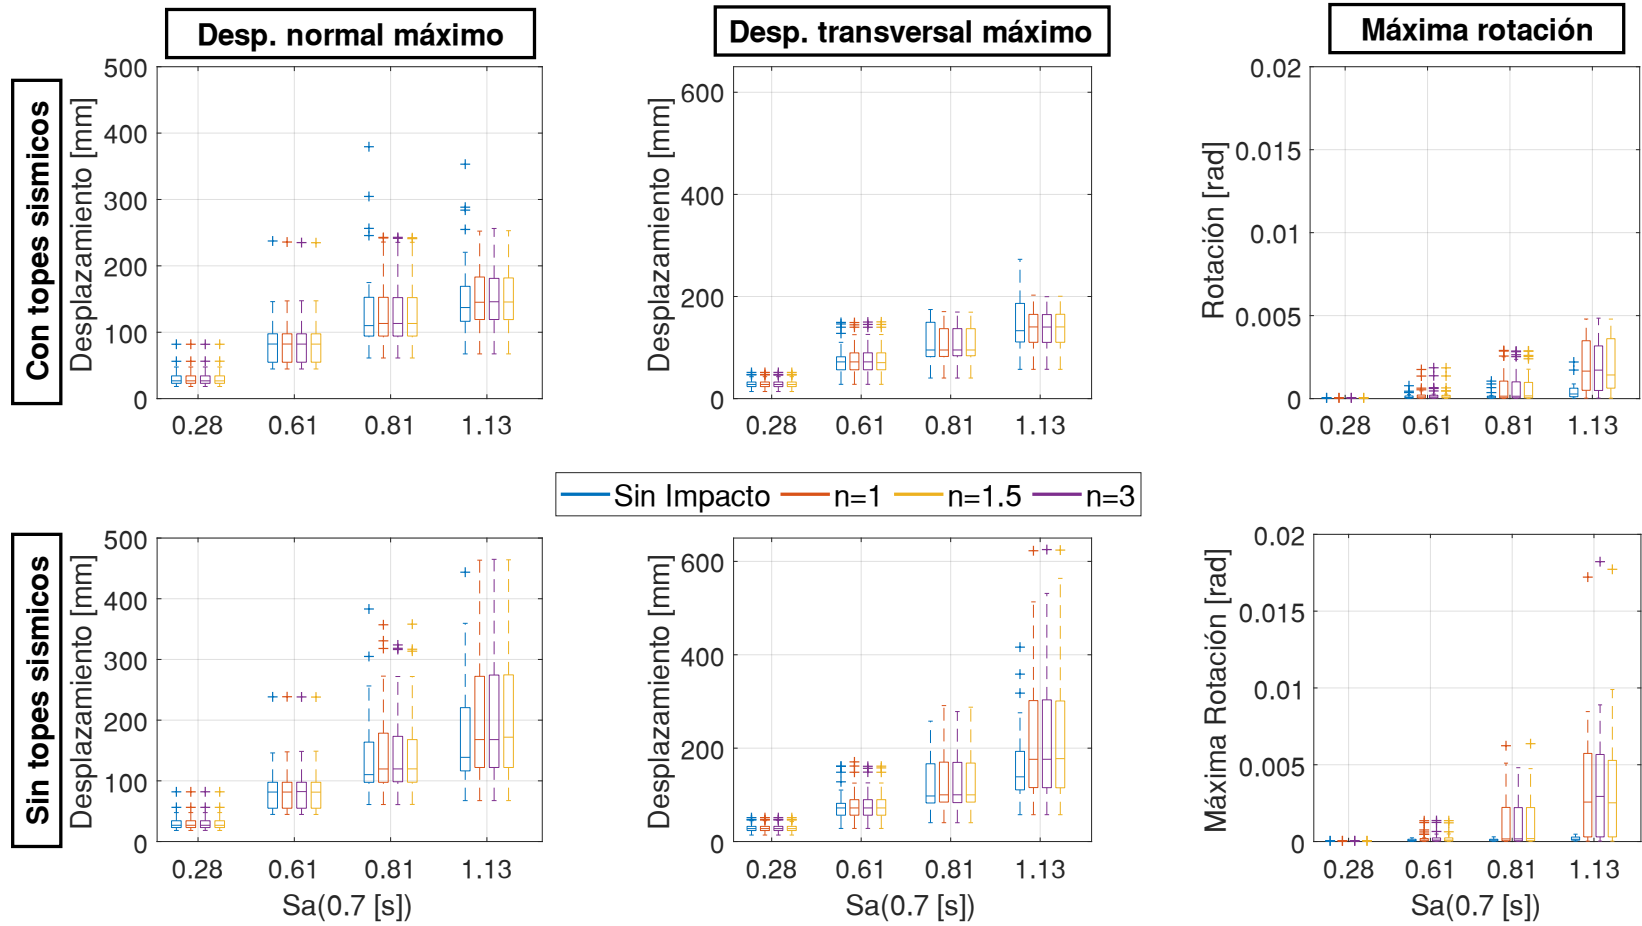 Desp. normal máximo
Desp. transversal máximo
Máxima rotación
Con topes sismicos
Desplazamiento [mm]
500
400
300
200
100
0
0.28 0.61 0.81 1.13
Desplazamiento [mm]
600
400
200
0
0.28 0.61 0.81 1.13
Rotación [rad]
0.02
0.015
0.01
0.005
0
0.28 0.61 0.81 1.13
Sin Impacto n=1 n=1.5 n=3
Sin topes sismicos
Desplazamiento [mm]
500
400
300
200
100
0
0.28 0.61 0.81 1.13
Sa(0.7 [s])
Desplazamiento [mm]
600
400
200
0
0.28 0.61 0.81 1.13
Sa(0.7 [s])
Máxima Rotación [rad]
0.02
0.015
0.01
0.005
0
0.28 0.61 0.81 1.13
Sa(0.7 [s])